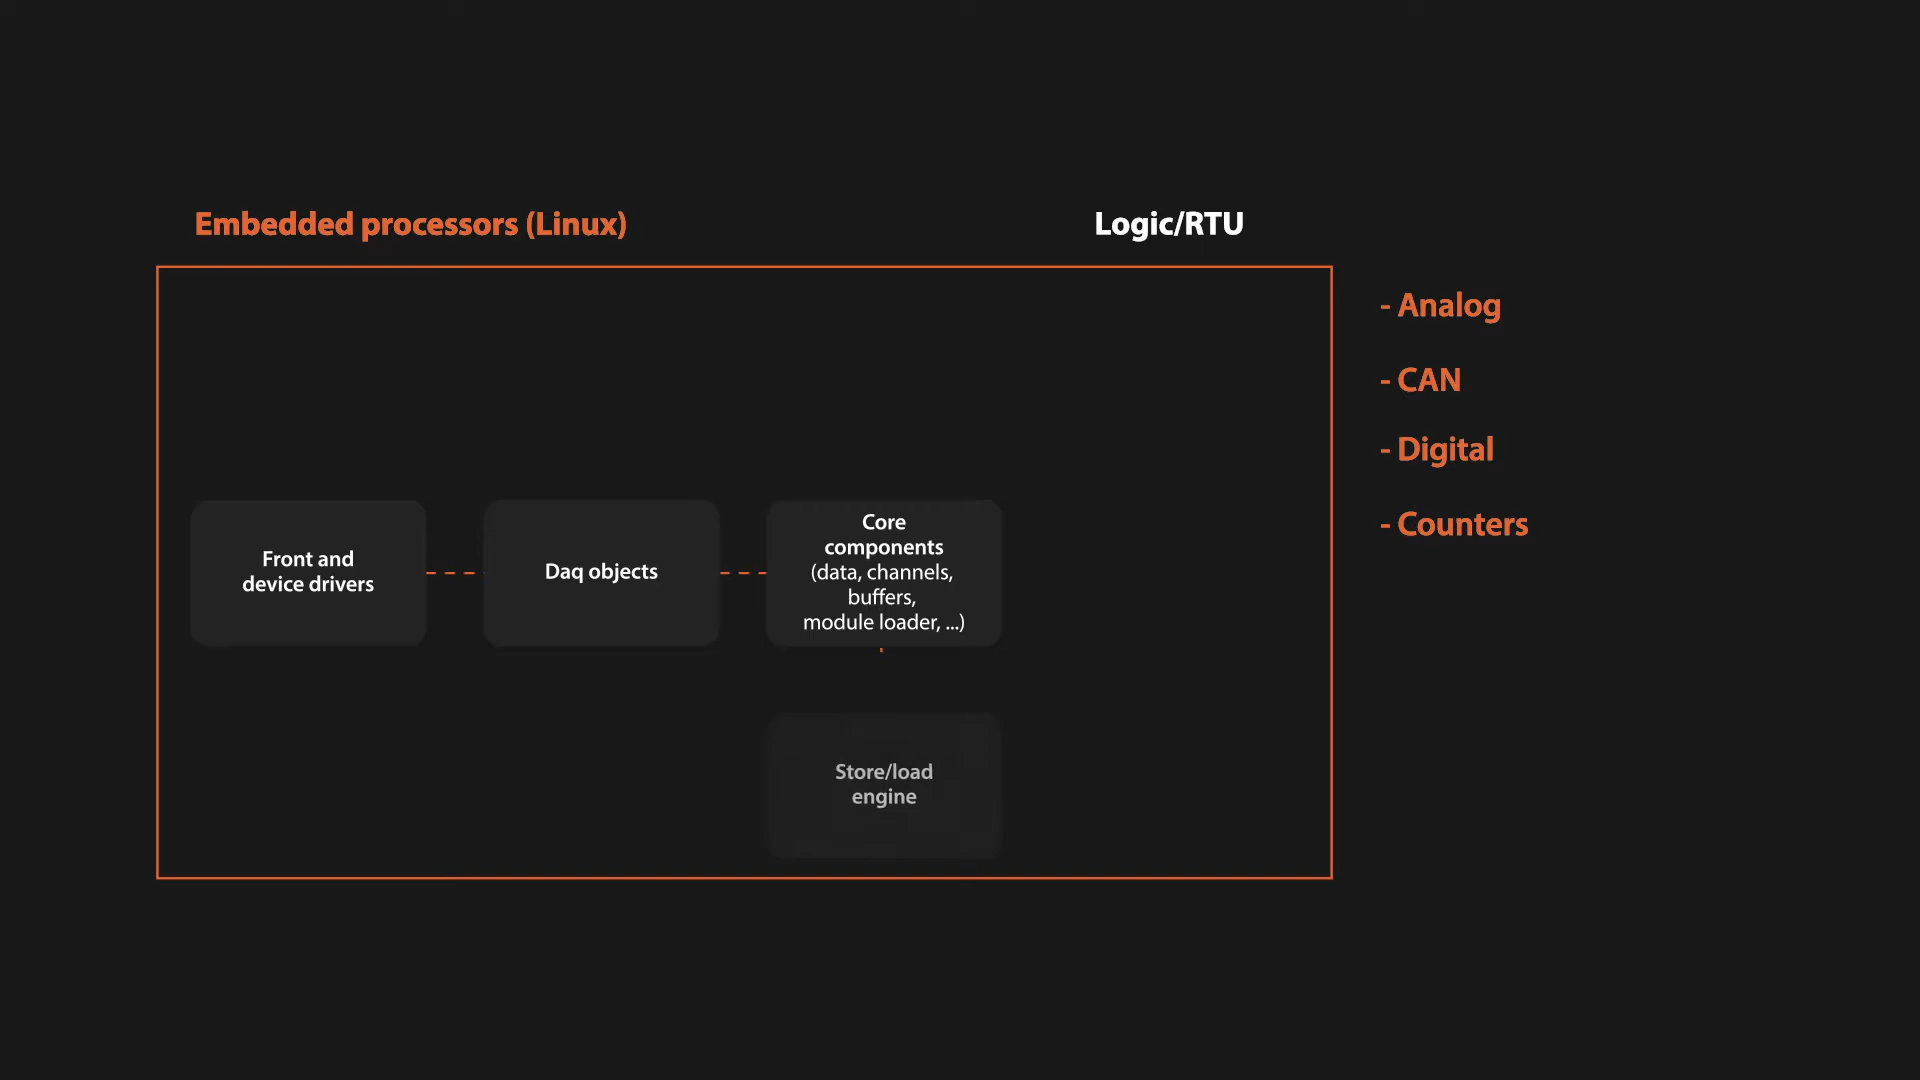 Embedded processors (Linux)
Logic/RTU
- Analog
- CAN
- Digital
- Counters
Front and
device drivers
Daq objects
Core
components
(data, channels,
buffers,
module loader, ...)
Store/load
engine